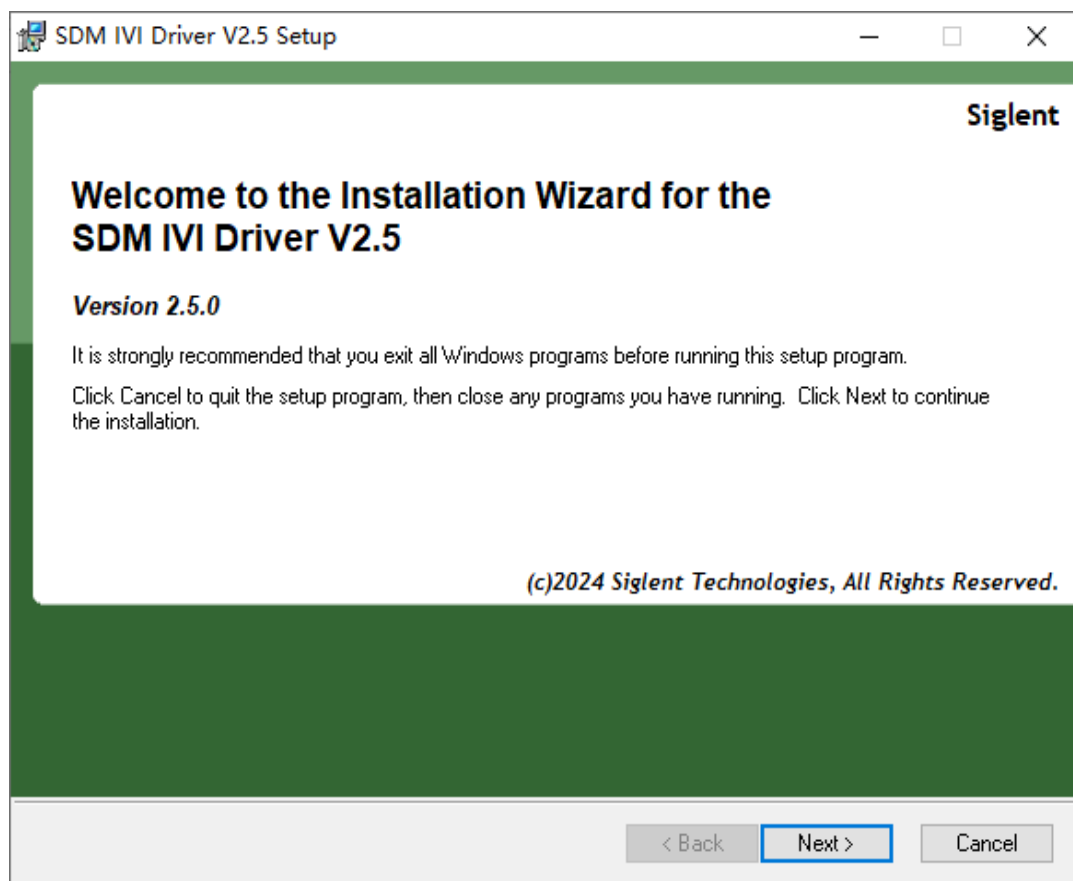 SDM IVI Driver V2.5 Setup
Siglent
Welcome to the Installation Wizard for the
SDM IVI Driver V2.5
Version 2.5.0
It is strongly recommended that you exit all Windows programs before running this setup program.
Click Cancel to quit the setup program, then close any programs you have running.  Click Next to continue
the installation.
(c)2024 Siglent Technologies, All Rights Reserved.
< Back
Next >
Cancel